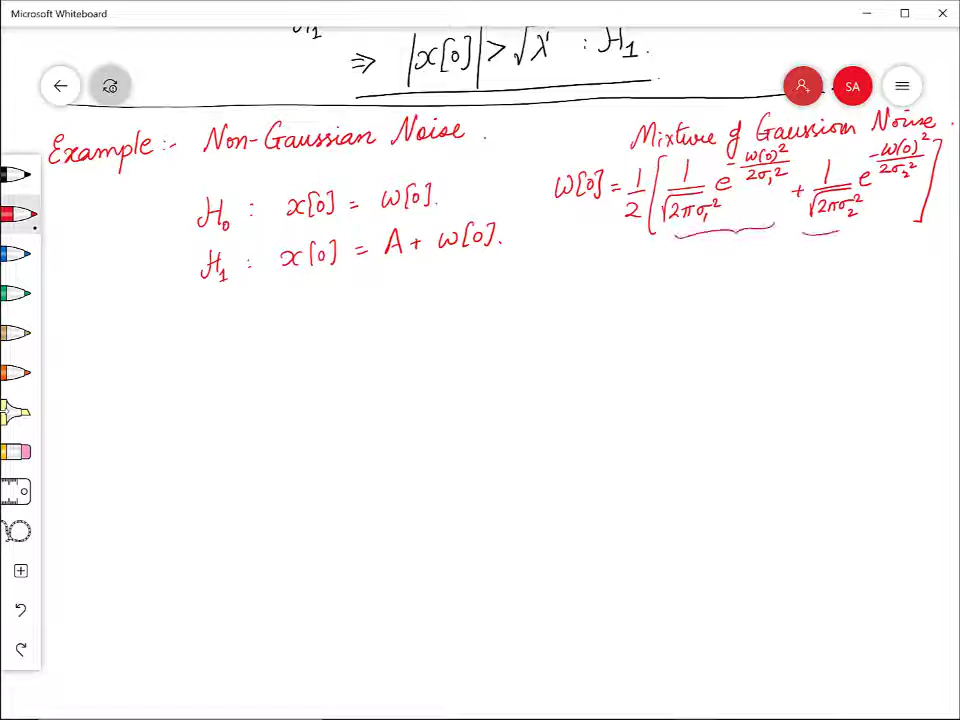 Microsoft Whiteboard
H₁
⇒ |x[0]| > √λ' : H₁.
SA
Example :- Non-Gaussian Noise .
Mixture of Gaussian Noise .
w[0] = 1/2 [ 1/√(2πσ₁²) e^(-w(0)²/2σ₁²) + 1/√(2πσ₂²) e^(-w(0)²/2σ₂²) ]
H₀ : x[0] = w[0].
H₁ : x[0] = A + w[0].